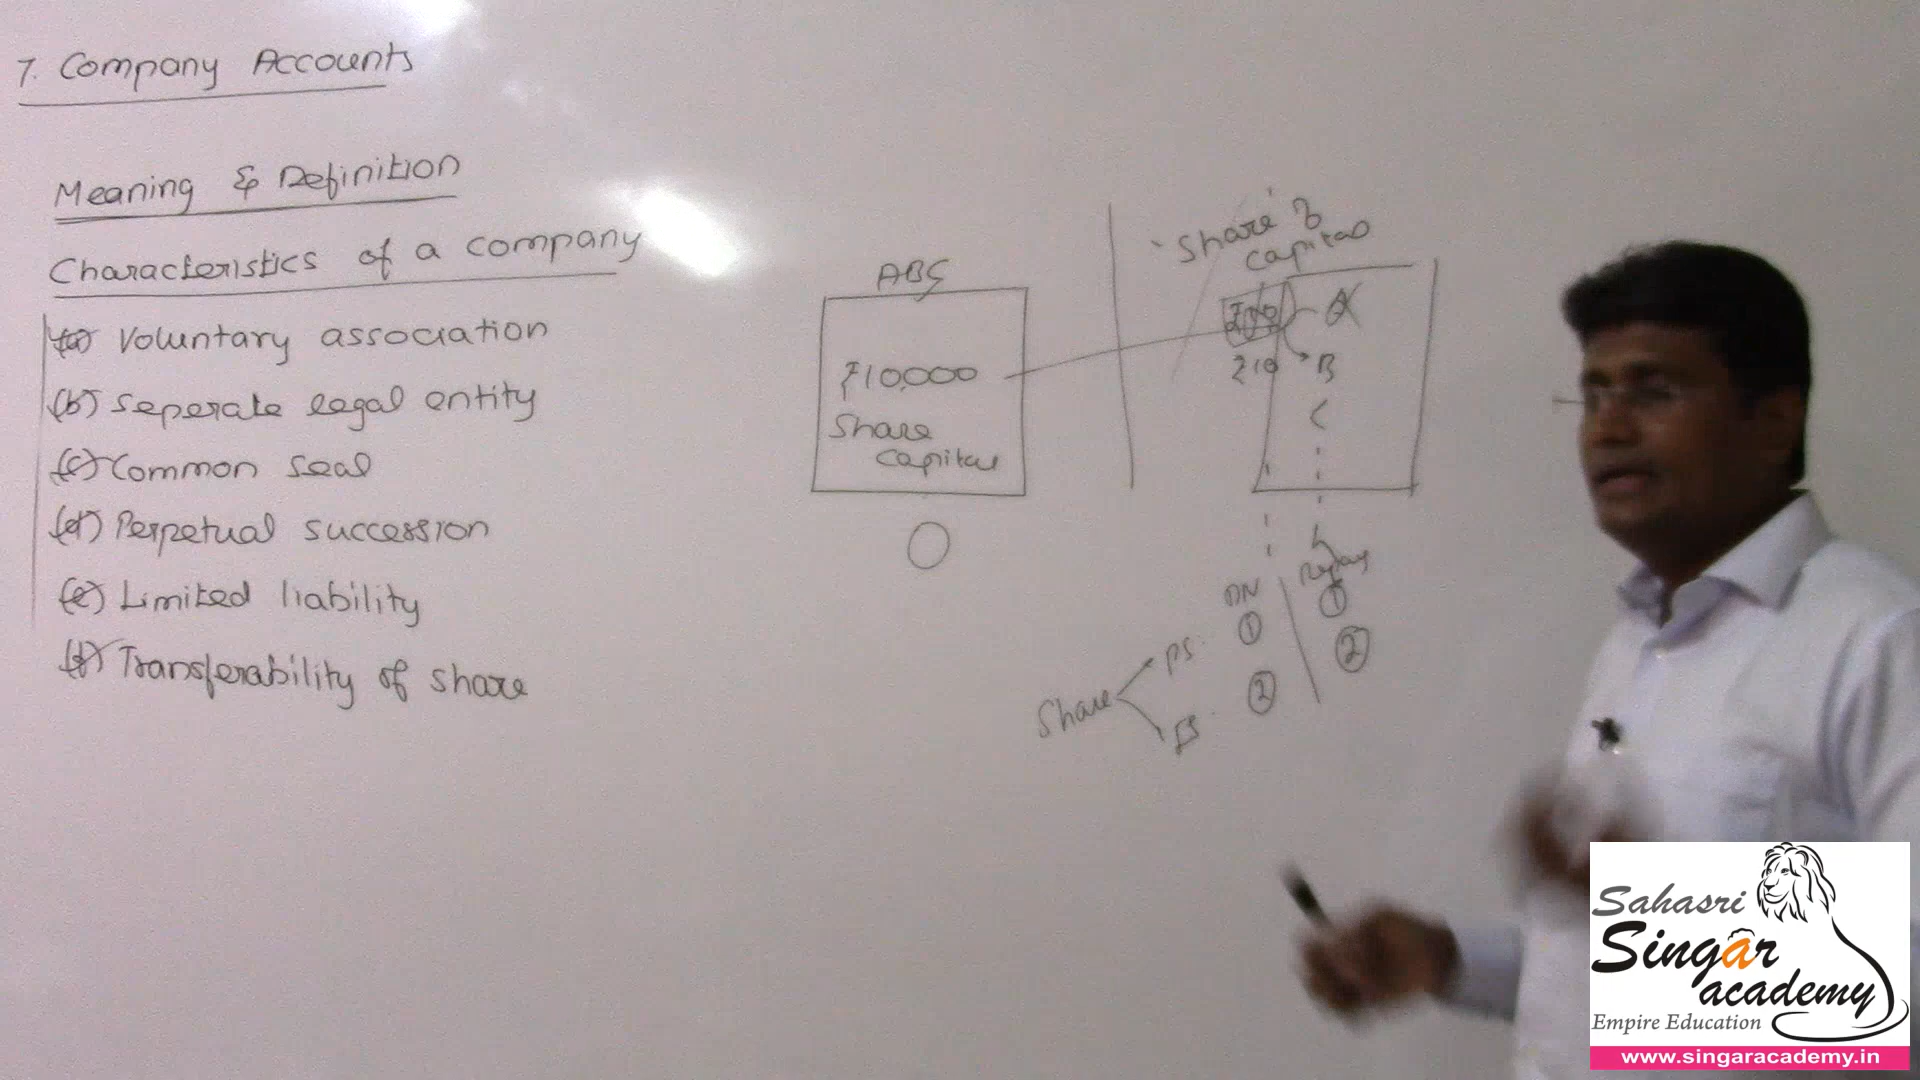 7. Company Accounts
Meaning & Definition
Characteristics of a company
(a) Voluntary association
(b) Seperate legal entity
(c) Common seal
(d) Perpetual succession
(e) Limited liability
(f) Transferability of share
₹10,000
Share
capital
'Share'
capital
A
₹10 B
C
Repay
Share
PS.
ES.
① ①
② ②
Sahasri
Singar
academy
Empire Education
www.singaracademy.in